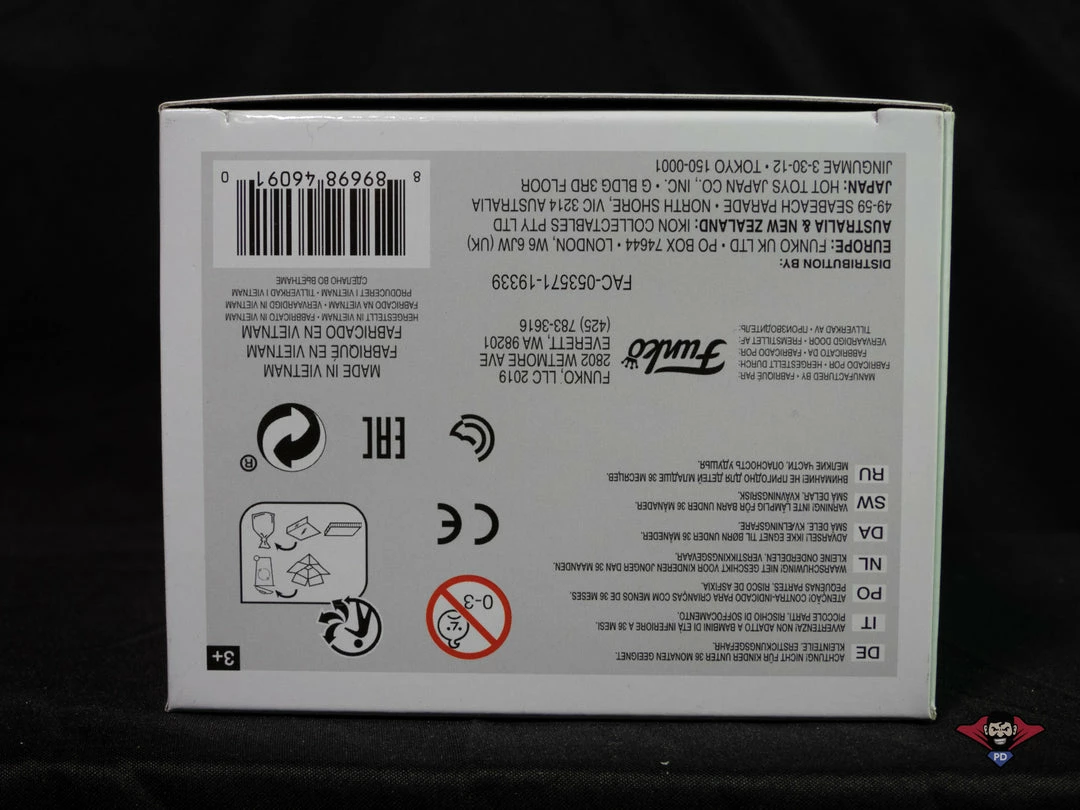 DE
ACHTUNG! NICHT FÜR KINDER UNTER 36 MONATEN GEEIGNET.
KLEINTEILE. ERSTICKUNGSGEFAHR.
IT
AVVERTENZA! NON ADATTO A BAMBINI DI ETÀ INFERIORE A 36 MESI.
PICCOLE PARTI. RISCHIO DI SOFFOCAMENTO.
PO
ATENÇÃO! CONTRA-INDICADO PARA CRIANÇAS COM MENOS DE 36 MESES.
PEQUENAS PARTES. RISCO DE ASFIXIA.
NL
WAARSCHUWING! NIET GESCHIKT VOOR KINDEREN JONGER DAN 36 MAANDEN.
KLEINE ONDERDELEN. VERSTIKKINGSGEVAAR.
DA
ADVARSEL! IKKE EGNET TIL BØRN UNDER 36 MÅNEDER.
SMÅ DELE. KVÆLNINGSFARE.
SW
VARNING! INTE LÄMPLIG FÖR BARN UNDER 36 MÅNADER.
SMÅ DELAR. KVÄVNINGSRISK.
RU
ВНИМАНИЕ! НЕ ПРИГОДНО ДЛЯ ДЕТЕЙ МЛАДШЕ 36 МЕСЯЦЕВ.
МЕЛКИЕ ЧАСТИ. ОПАСНОСТЬ УДУШЬЯ.
3+
0-3
CE
EAC
®
MANUFACTURED BY • FABRIQUÉ PAR:
FABRICADO POR • HERGESTELLT DURCH:
FABBRICATO DA • FABRICADO POR:
VERVAARDIGD DOOR • FREMSTILLET AF:
TILLVERKAD AV • ПРОИЗВОДИТЕЛЬ:
Funko
FUNKO, LLC 2019
2802 WETMORE AVE
EVERETT, WA 98201
(425) 783-3616
FAC-053571-19339
MADE IN VIETNAM
FABRIQUÉ EN VIETNAM
FABRICADO EN VIETNAM
HERGESTELLT IN VIETNAM • FABRICATO IN VIETNAM
FABRICADO NA VIETNAM • VERVAARDIGD IN VIETNAM
PRODUCERET I VIETNAM • TILLVERKAD I VIETNAM
СДЕЛАНО ВО ВЬЕТНАМЕ
DISTRIBUTION BY:
EUROPE: FUNKO UK LTD • PO BOX 74644 • LONDON, W6 6JW (UK)
AUSTRALIA & NEW ZEALAND: IKON COLLECTABLES PTY LTD
49-59 SEABEACH PARADE • NORTH SHORE, VIC 3214 AUSTRALIA
JAPAN: HOT TOYS JAPAN CO., INC. • G BLDG 3RD FLOOR
JINGUMAE 3-30-12 • TOKYO 150-0001
8 89698 46091 0
PD